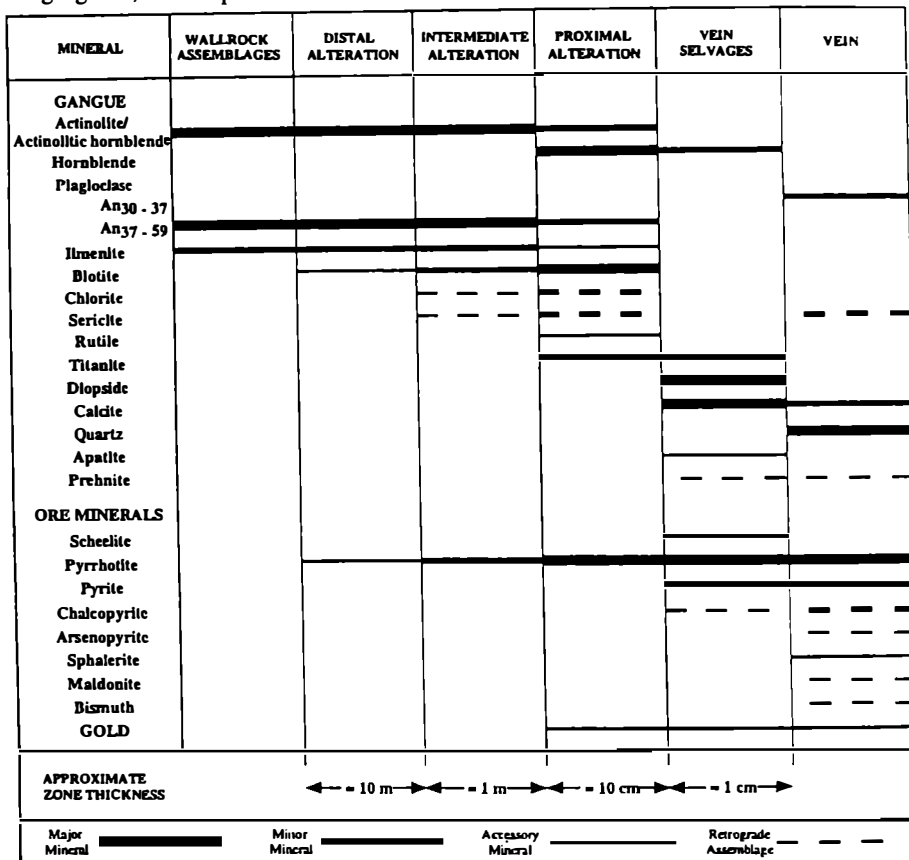 MINERAL
WALLROCK ASSEMBLAGES
DISTAL ALTERATION
INTERMEDIATE ALTERATION
PROXIMAL ALTERATION
VEIN SELVAGES
VEIN
GANGUE
Actinolite/
Actinolitic hornblende
Hornblende
Plagioclase
An30 - 37
An37 - 59
Ilmenite
Biotite
Chlorite
Sericite
Rutile
Titanite
Diopside
Calcite
Quartz
Apatite
Prehnite
ORE MINERALS
Scheelite
Pyrrhotite
Pyrite
Chalcopyrite
Arsenopyrite
Sphalerite
Maldonite
Bismuth
GOLD
APPROXIMATE
ZONE THICKNESS
≈ 10 m
≈ 1 m
≈ 10 cm
≈ 1 cm
Major Mineral
Minor Mineral
Accessory Mineral
Retrograde Assemblage